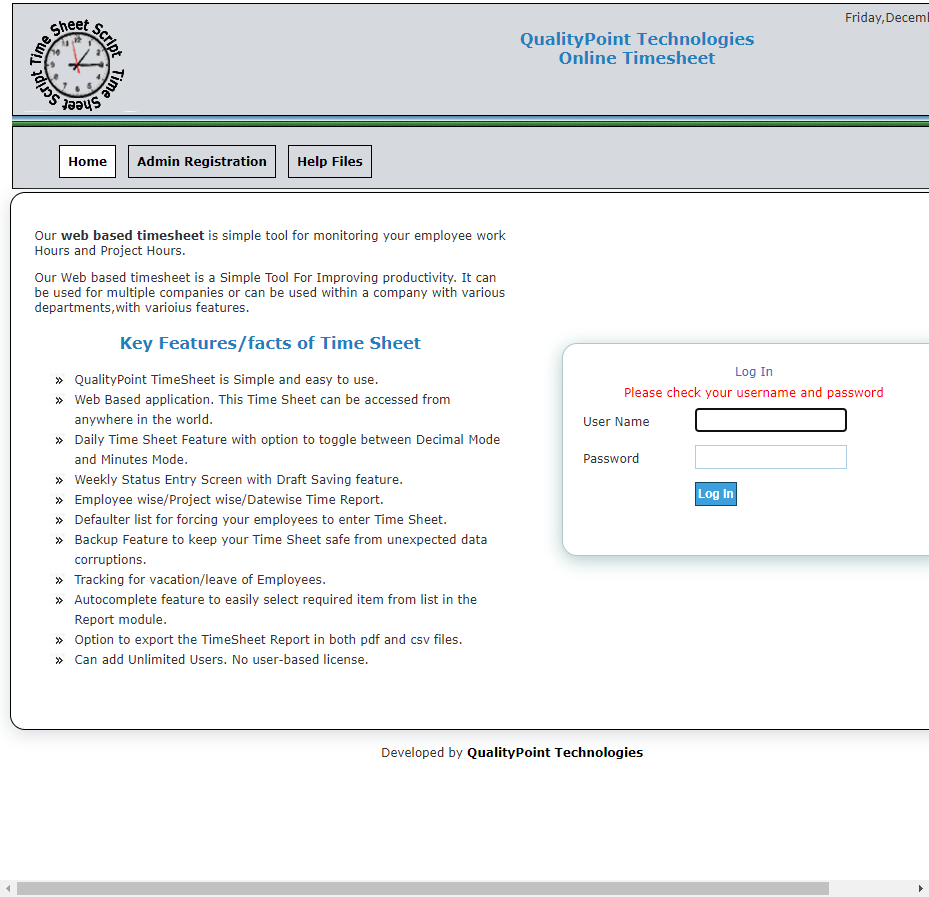 Time Sheet Script Time Sheet Script
Friday,Decem
QualityPoint Technologies
Online Timesheet
Home
Admin Registration
Help Files
Our web based timesheet is simple tool for monitoring your employee work
Hours and Project Hours.
Our Web based timesheet is a Simple Tool For Improving productivity. It can
be used for multiple companies or can be used within a company with various
departments,with varioius features.
Key Features/facts of Time Sheet
» QualityPoint TimeSheet is Simple and easy to use.
» Web Based application. This Time Sheet can be accessed from
anywhere in the world.
» Daily Time Sheet Feature with option to toggle between Decimal Mode
and Minutes Mode.
» Weekly Status Entry Screen with Draft Saving feature.
» Employee wise/Project wise/Datewise Time Report.
» Defaulter list for forcing your employees to enter Time Sheet.
» Backup Feature to keep your Time Sheet safe from unexpected data
corruptions.
» Tracking for vacation/leave of Employees.
» Autocomplete feature to easily select required item from list in the
Report module.
» Option to export the TimeSheet Report in both pdf and csv files.
» Can add Unlimited Users. No user-based license.
Log In
Please check your username and password
User Name
Password
Log In
Developed by QualityPoint Technologies